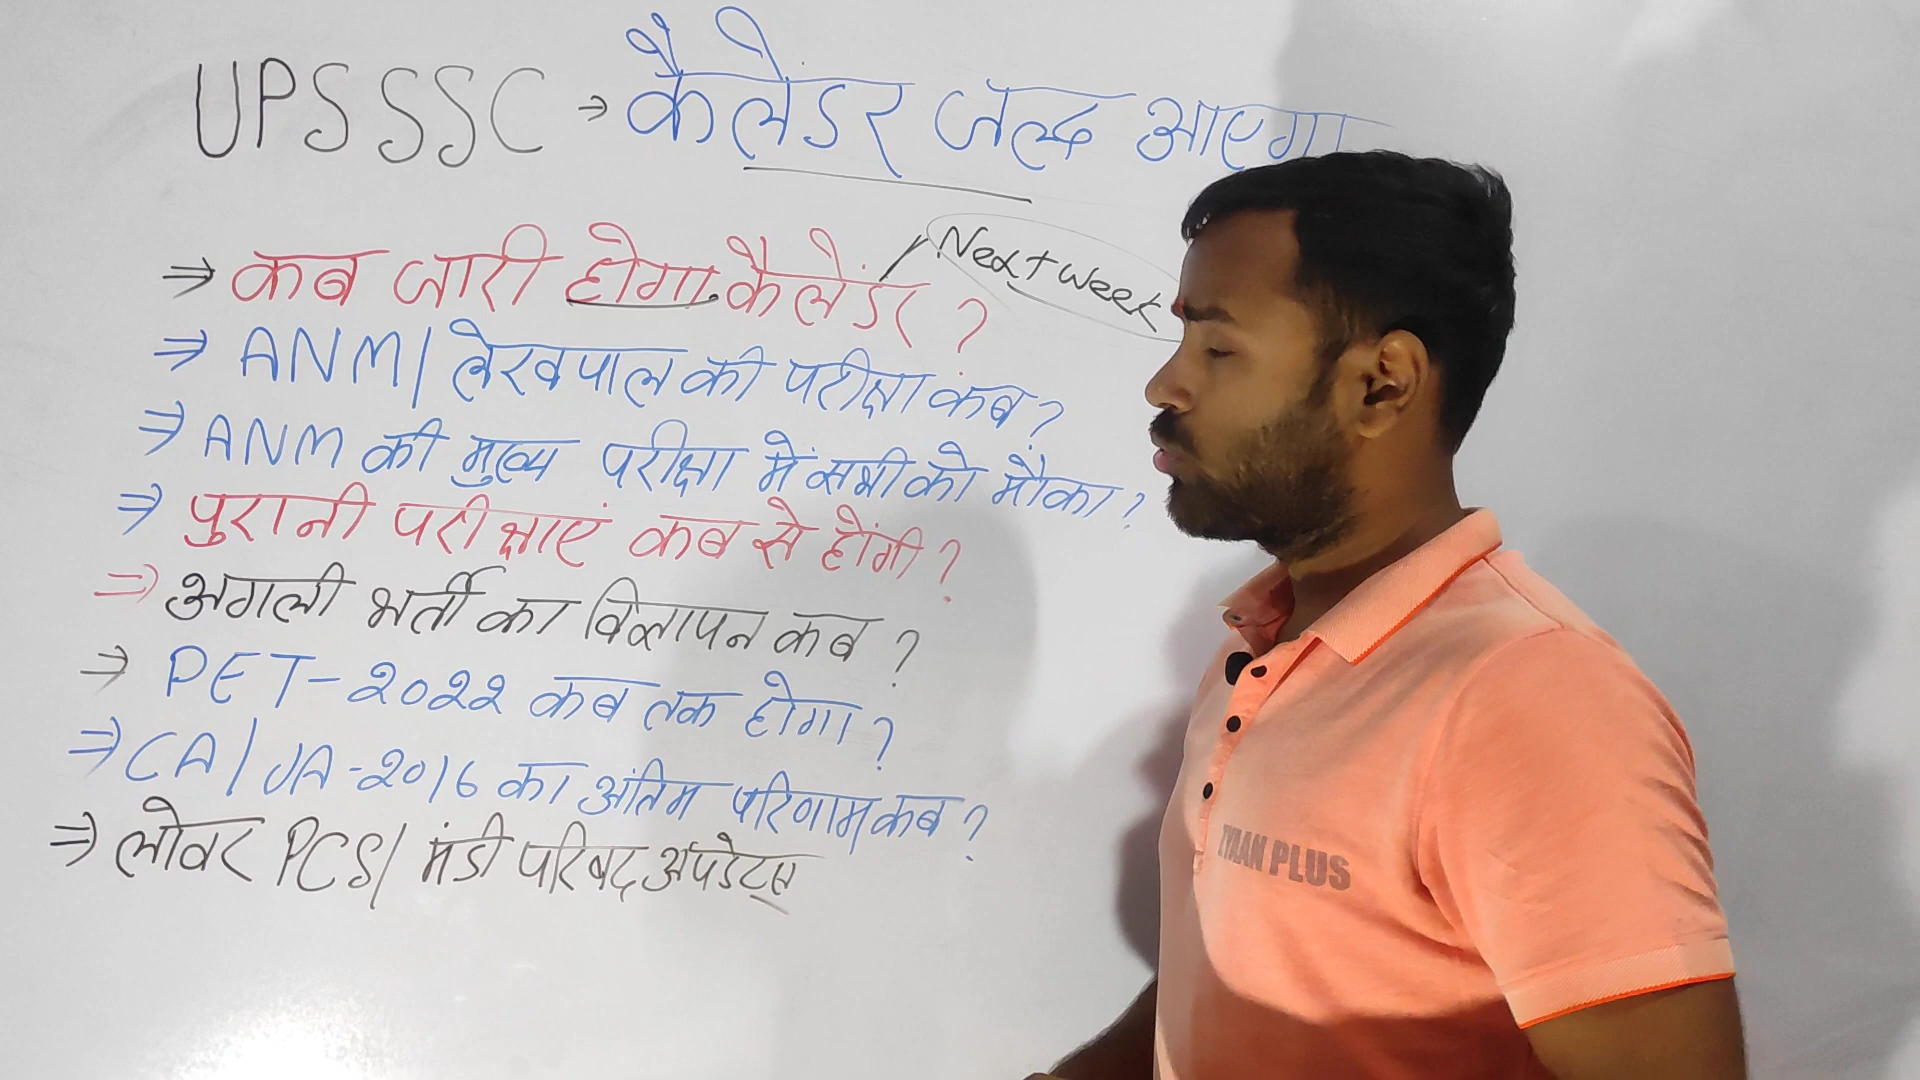 UPSSSC → कैलेंडर जल्द आएगा
⇒ कब जारी होगा कैलेंडर ?
Next week
⇒ ANM/लेखपाल की परीक्षा कब ?
⇒ ANM की मुख्य परीक्षा में सभी को मौका ?
⇒ पुरानी परीक्षाएं कब से होंगी ?
⇒ अगली भर्ती का विज्ञापन कब ?
⇒ PET-2022 कब तक होगा ?
⇒ CA/JA-2016 का अंतिम परिणाम कब ?
⇒ लोवर PCS/ मंडी परिषद अपडेट्स
YAAN PLUS